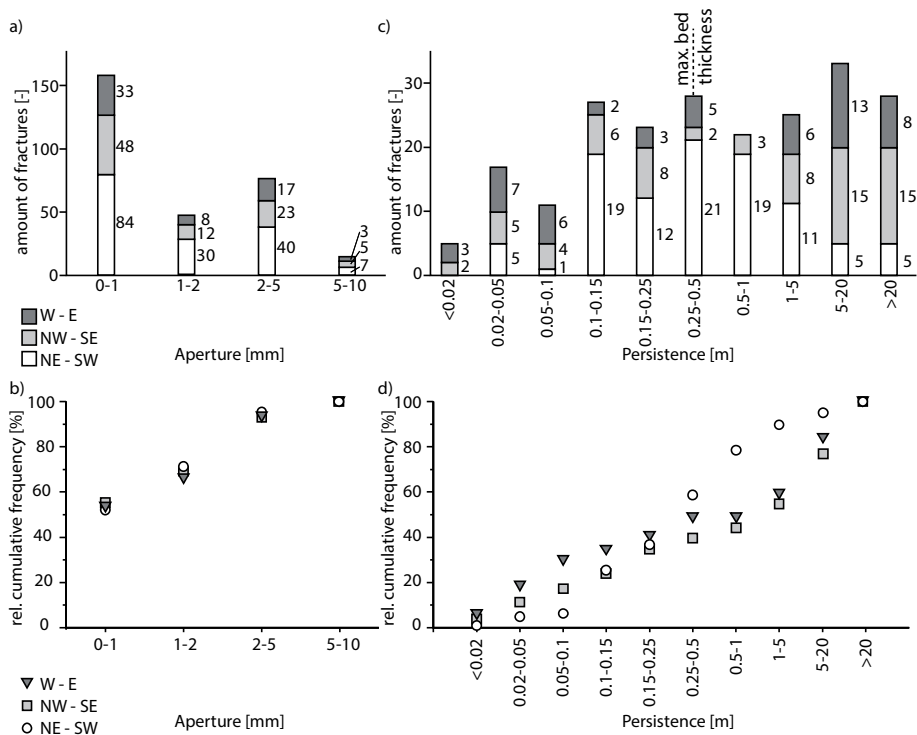 a)
amount of fractures [-]
150
100
50
0
33
48
84
8
12
30
17
23
40
3
5
7
0-1 1-2 2-5 5-10
W - E
NW - SE
NE - SW
Aperture [mm]
c)
max. bed
thickness
amount of fractures [-]
30
20
10
0
3
2
7
5
5
6
4
1
2
6
19
3
8
12
5
2
21
3
19
6
8
11
13
15
5
8
15
5
<0.02 0.02-0.05 0.05-0.1 0.1-0.15 0.15-0.25 0.25-0.5 0.5-1 1-5 5-20 >20
Persistence [m]
b)
rel. cumulative frequency [%]
100
80
60
40
20
0
0-1 1-2 2-5 5-10
W - E
NW - SE
NE - SW
Aperture [mm]
d)
rel. cumulative frequency [%]
100
80
60
40
20
0
<0.02 0.02-0.05 0.05-0.1 0.1-0.15 0.15-0.25 0.25-0.5 0.5-1 1-5 5-20 >20
Persistence [m]